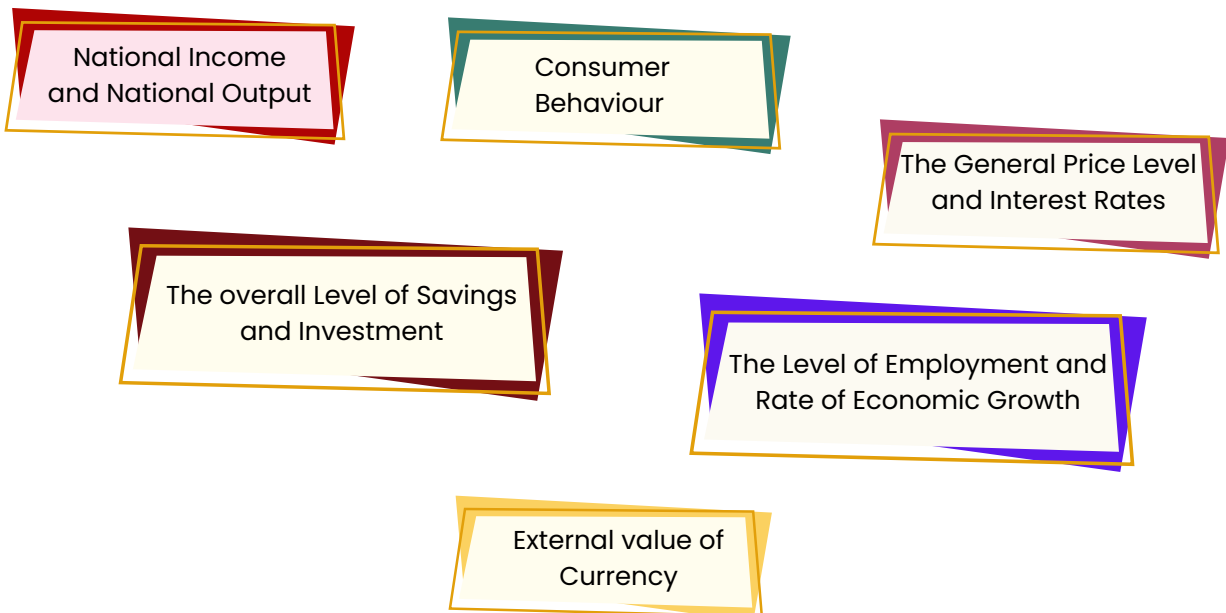 National Income
and National Output
Consumer
Behaviour
The General Price Level
and Interest Rates
The overall Level of Savings
and Investment
The Level of Employment and
Rate of Economic Growth
External value of
Currency